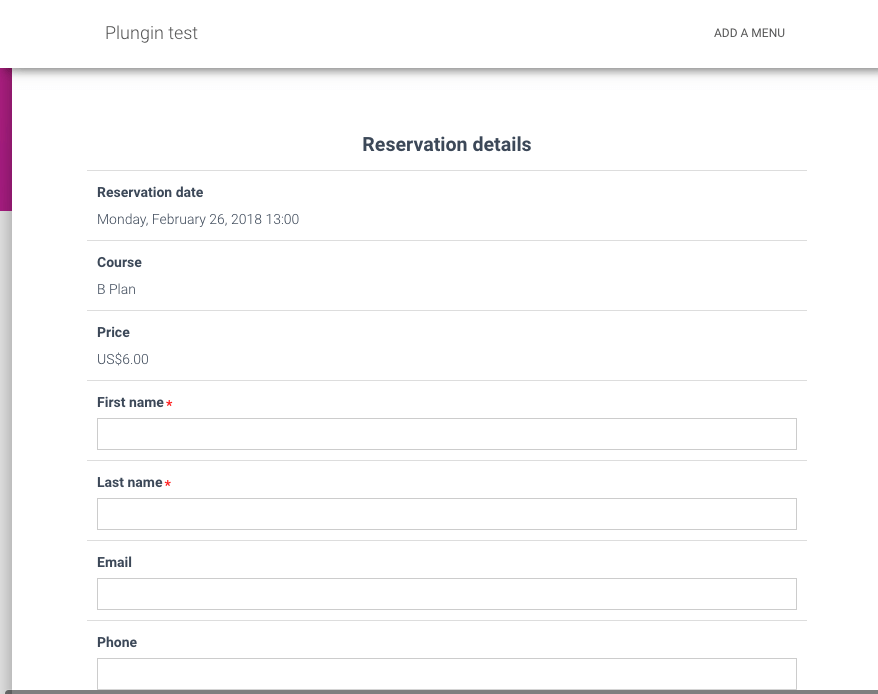 Plungin test
ADD A MENU
Reservation details
Reservation date
Monday, February 26, 2018 13:00
Course
B Plan
Price
US$6.00
First name*
Last name*
Email
Phone